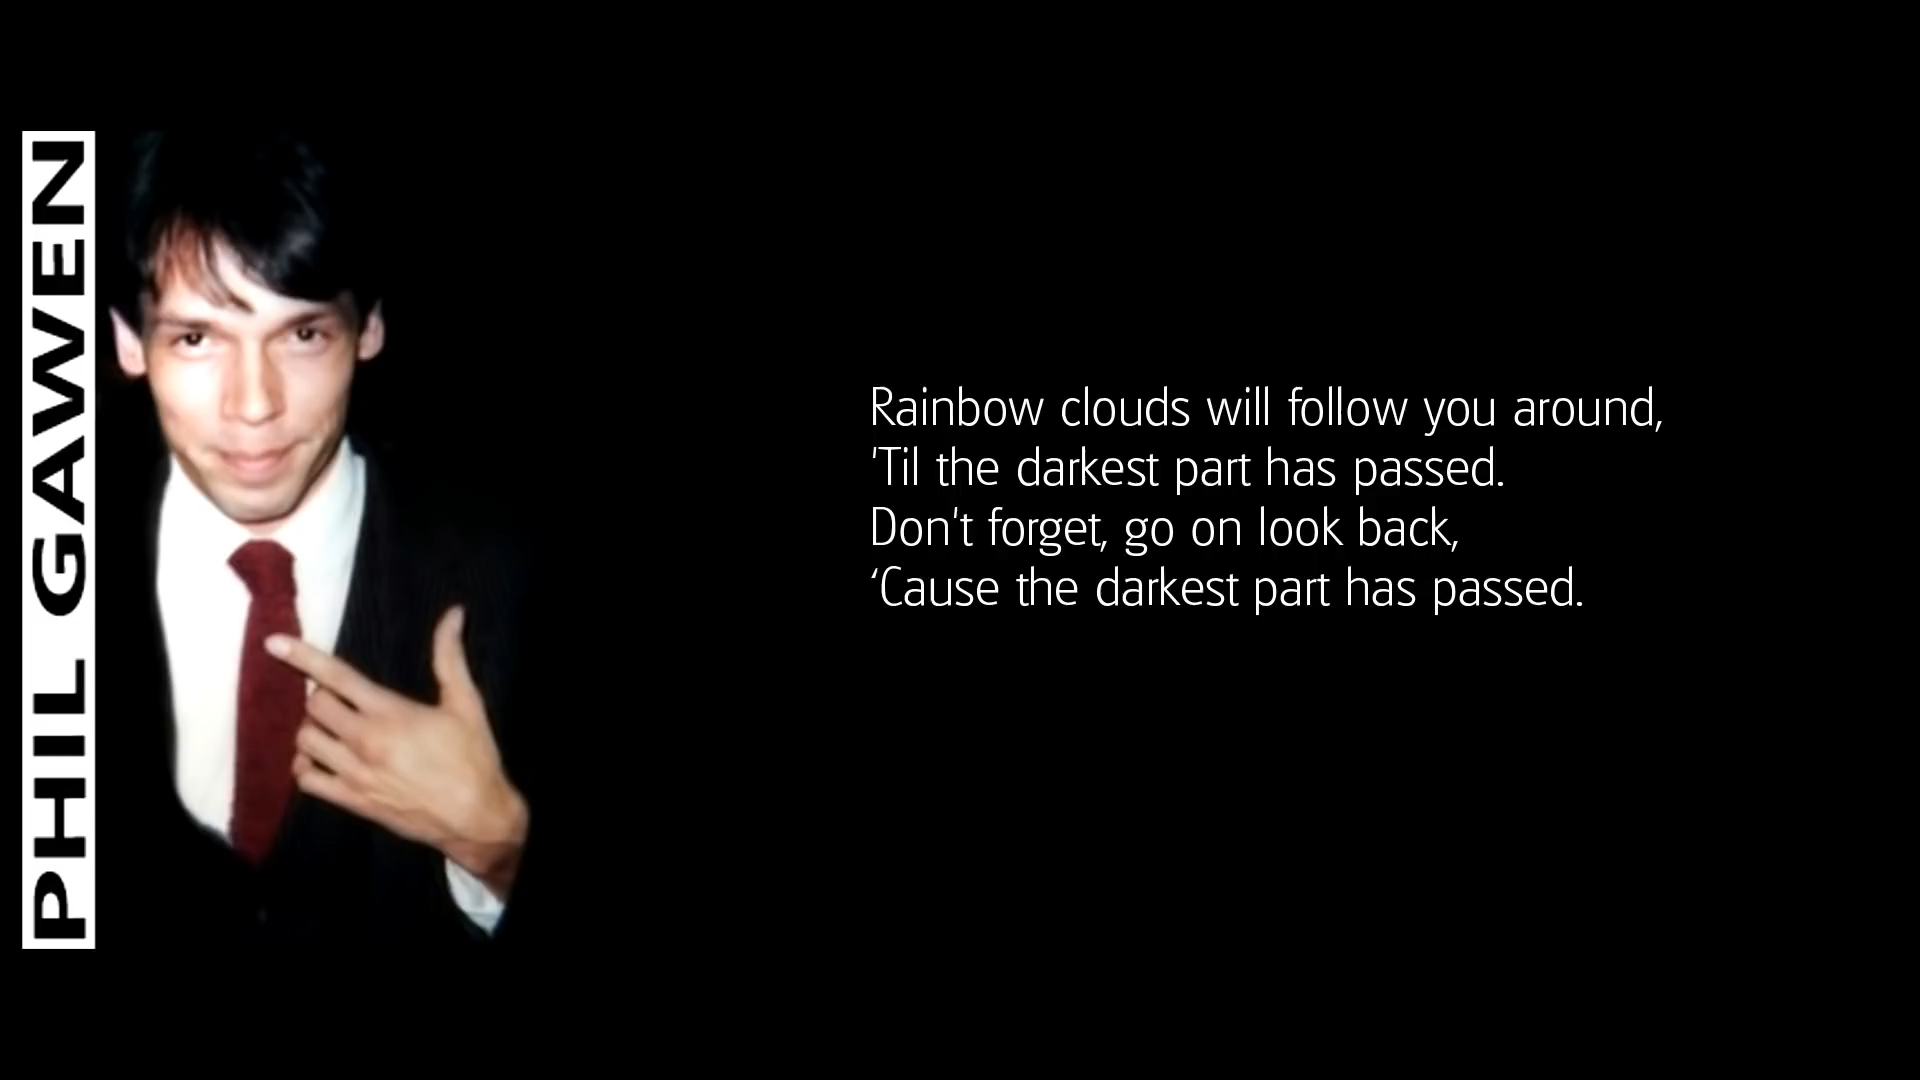 PHIL GAWEN
Rainbow clouds will follow you around,
'Til the darkest part has passed.
Don't forget, go on look back,
‘Cause the darkest part has passed.